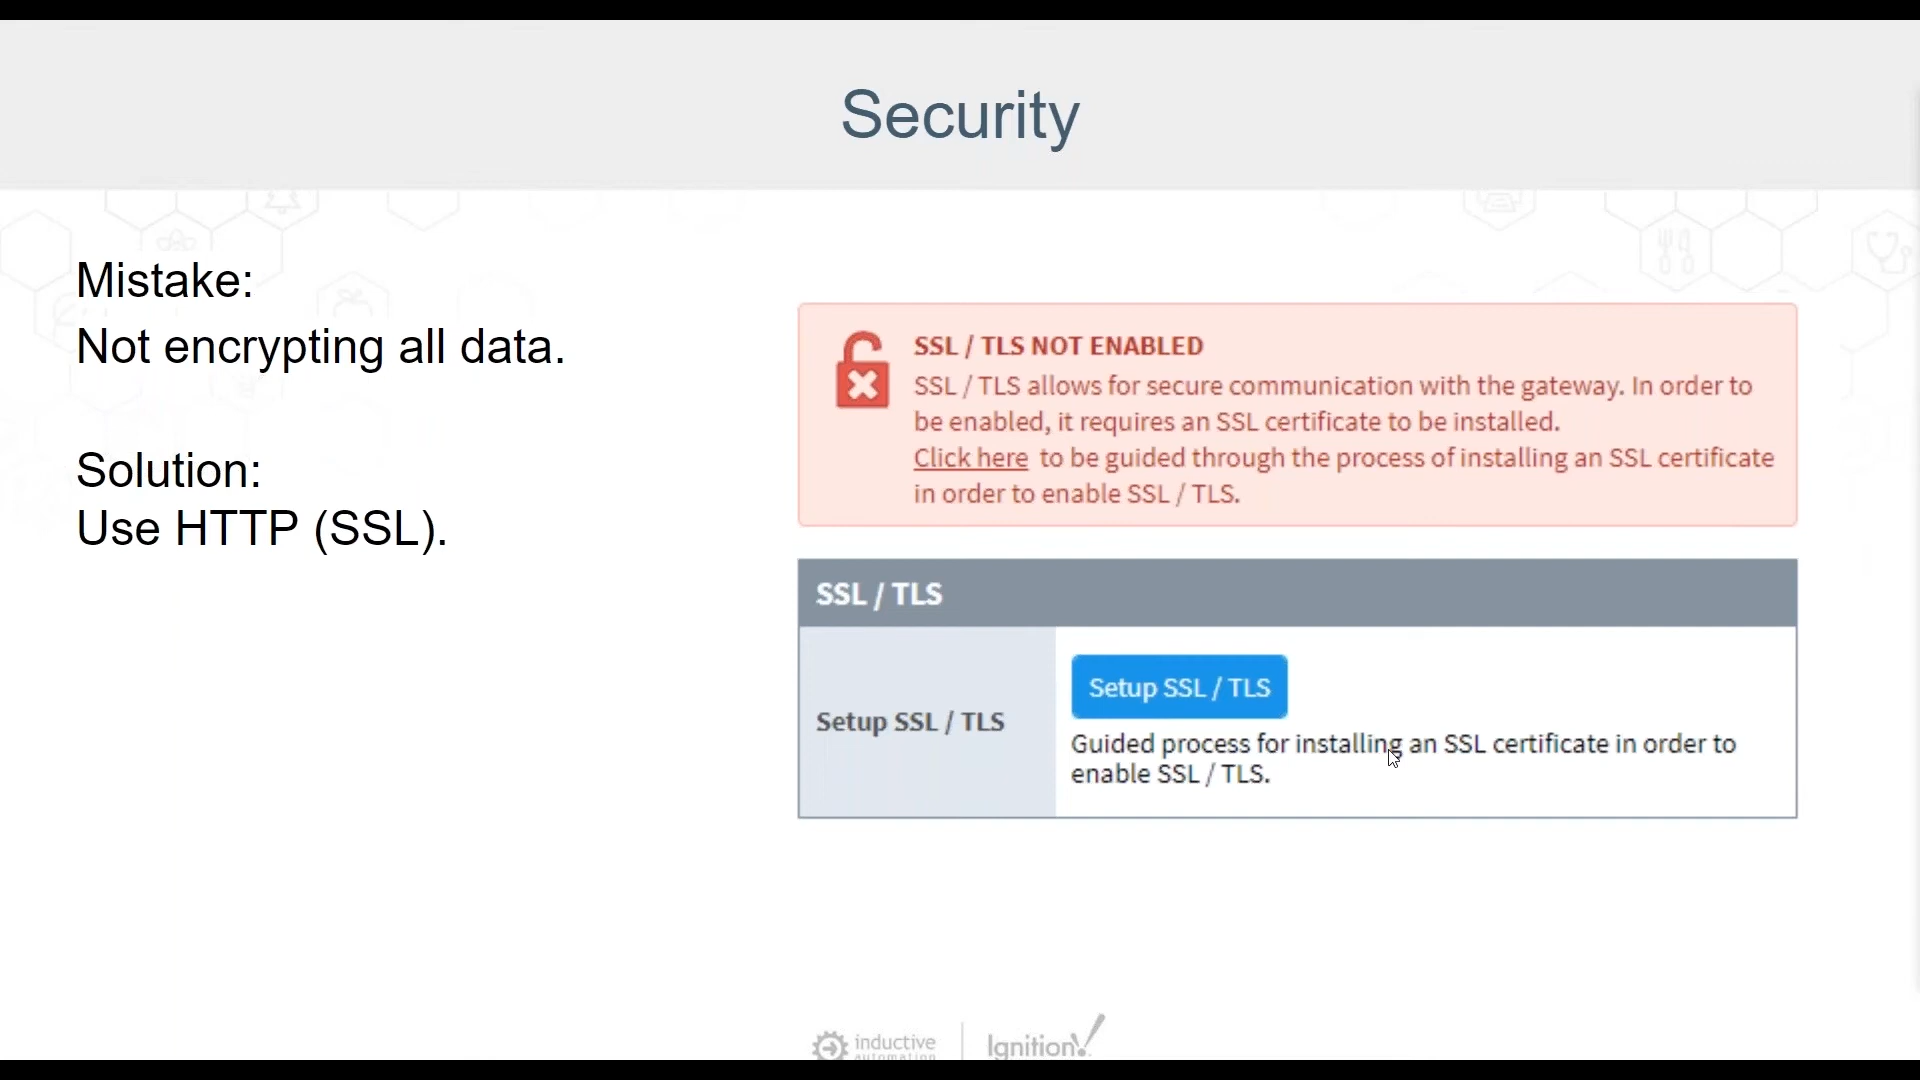 Security
Mistake:
Not encrypting all data.
Solution:
Use HTTP (SSL).
SSL / TLS NOT ENABLED
SSL / TLS allows for secure communication with the gateway. In order to
be enabled, it requires an SSL certificate to be installed.
Click here to be guided through the process of installing an SSL certificate
in order to enable SSL / TLS.
SSL / TLS
Setup SSL / TLS
Setup SSL / TLS
Guided process for installing an SSL certificate in order to
enable SSL / TLS.
inductive
automation
Ignition!